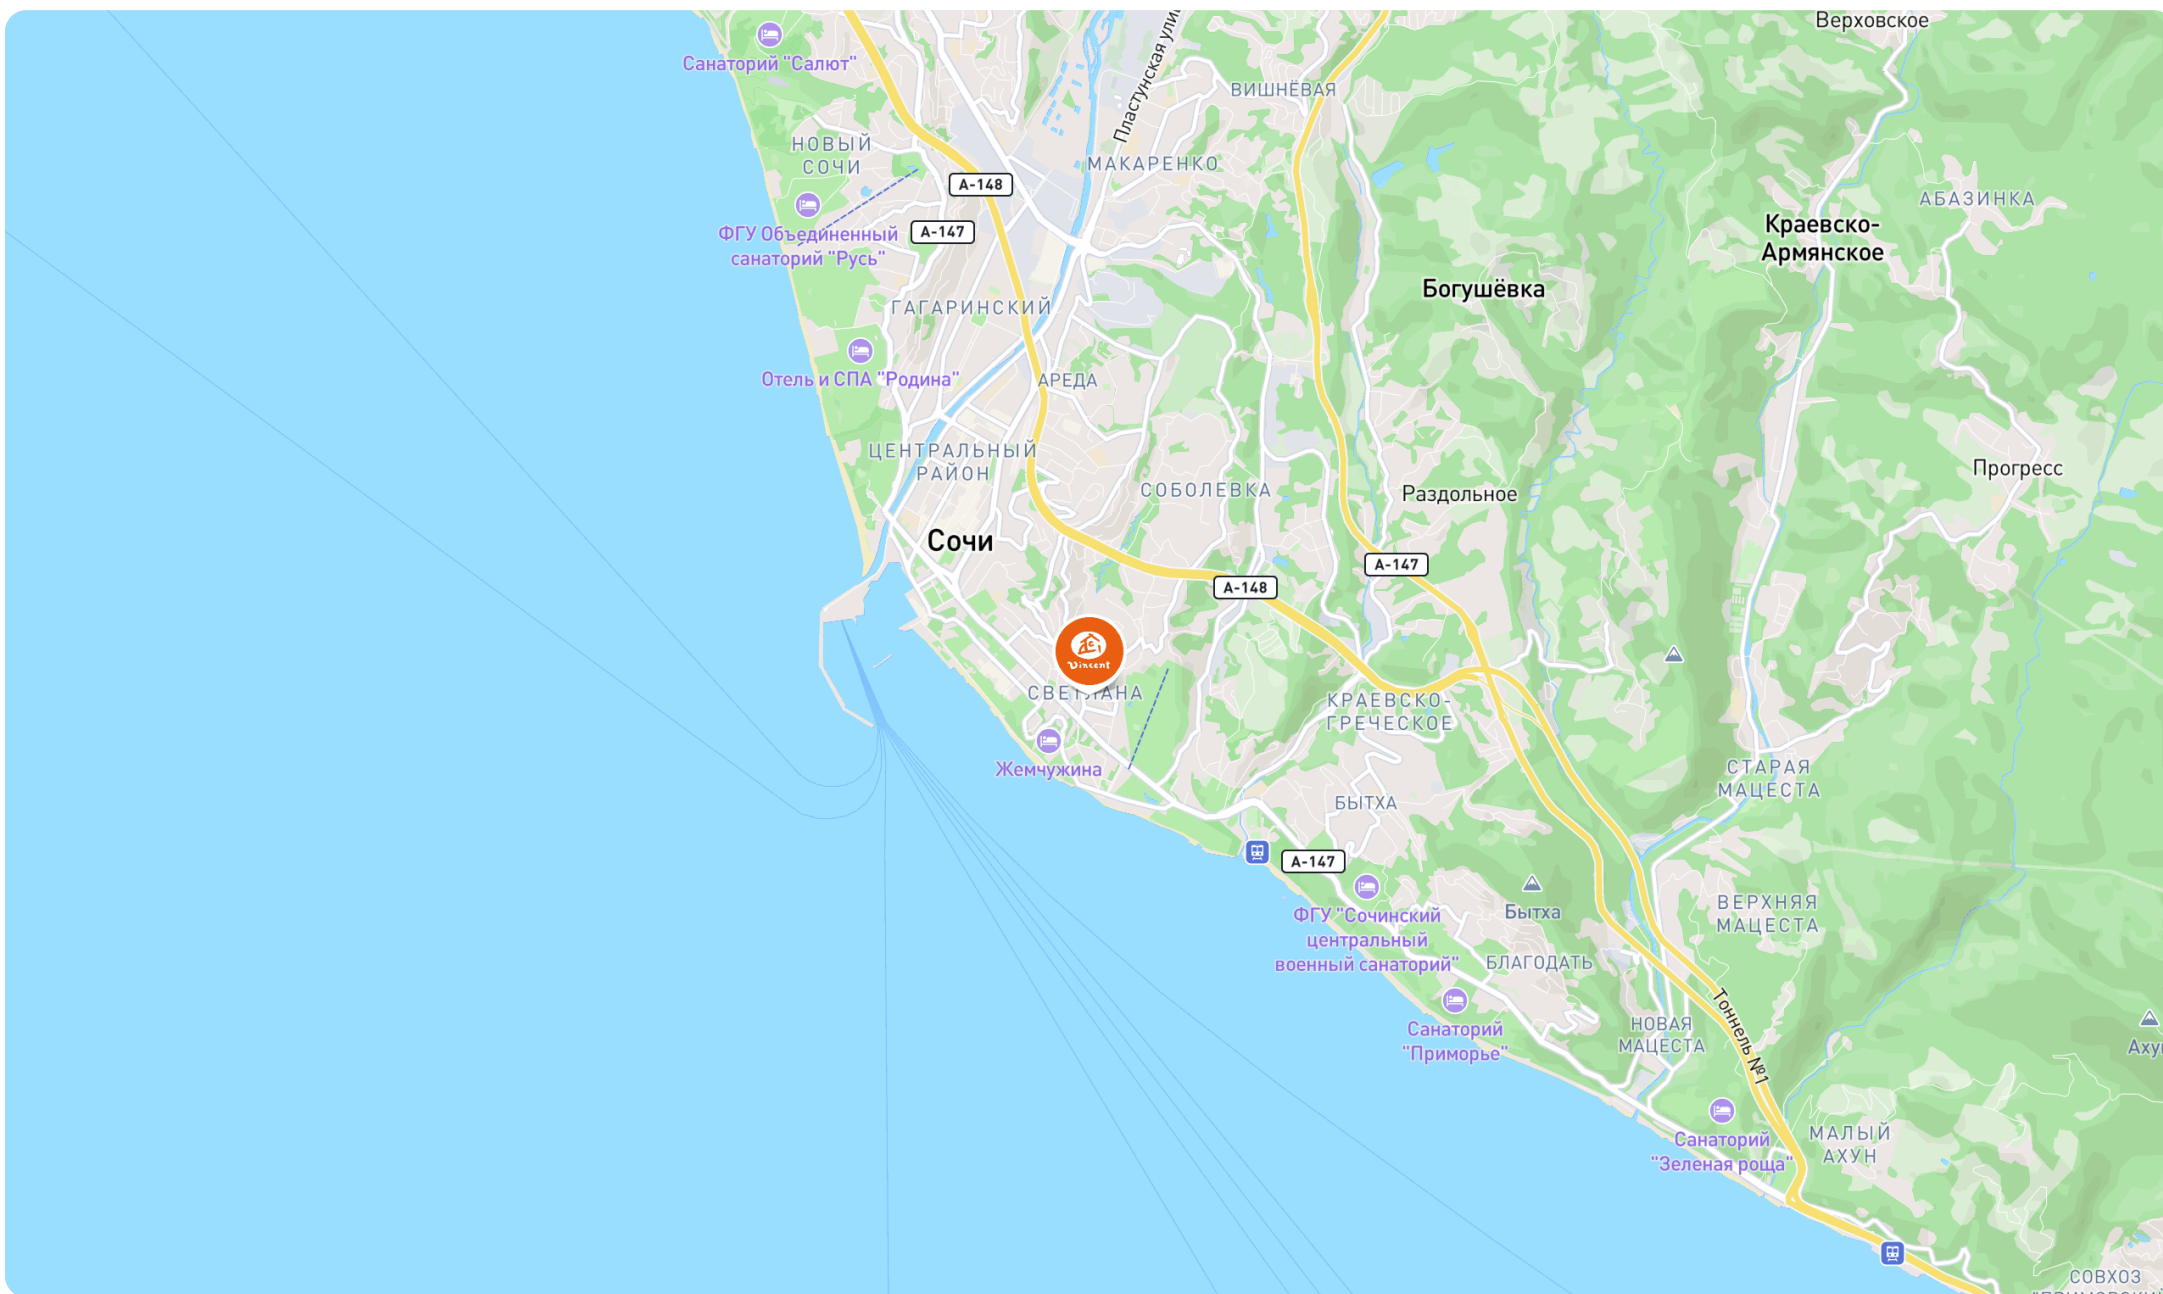 Верховское
Санаторий "Салют"
Пластунская ули
ВИШНЁВАЯ
НОВЫЙ
СОЧИ
МАКАРЕНКО
А-148
АБАЗИНКА
ФГУ Объединенный
санаторий "Русь"
А-147
Краевско-
Армянское
Богушёвка
ГАГАРИНСКИЙ
Отель и СПА "Родина"
АРЕДА
ЦЕНТРАЛЬНЫЙ
РАЙОН
СОБОЛЕВКА
Раздольное
Прогресс
Сочи
А-147
А-148
Vincent
СВЕТЛАНА
КРАЕВСКО-
ГРЕЧЕСКОЕ
Жемчужина
СТАРАЯ
МАЦЕСТА
БЫТХА
А-147
ФГУ "Сочинский
центральный
военный санаторий"
Бытха
ВЕРХНЯЯ
МАЦЕСТА
БЛАГОДАТЬ
Санаторий
"Приморье"
НОВАЯ
МАЦЕСТА
Тоннель №1
Аху
Санаторий
"Зеленая роща"
МАЛЫЙ
АХУН
СОВХОЗ